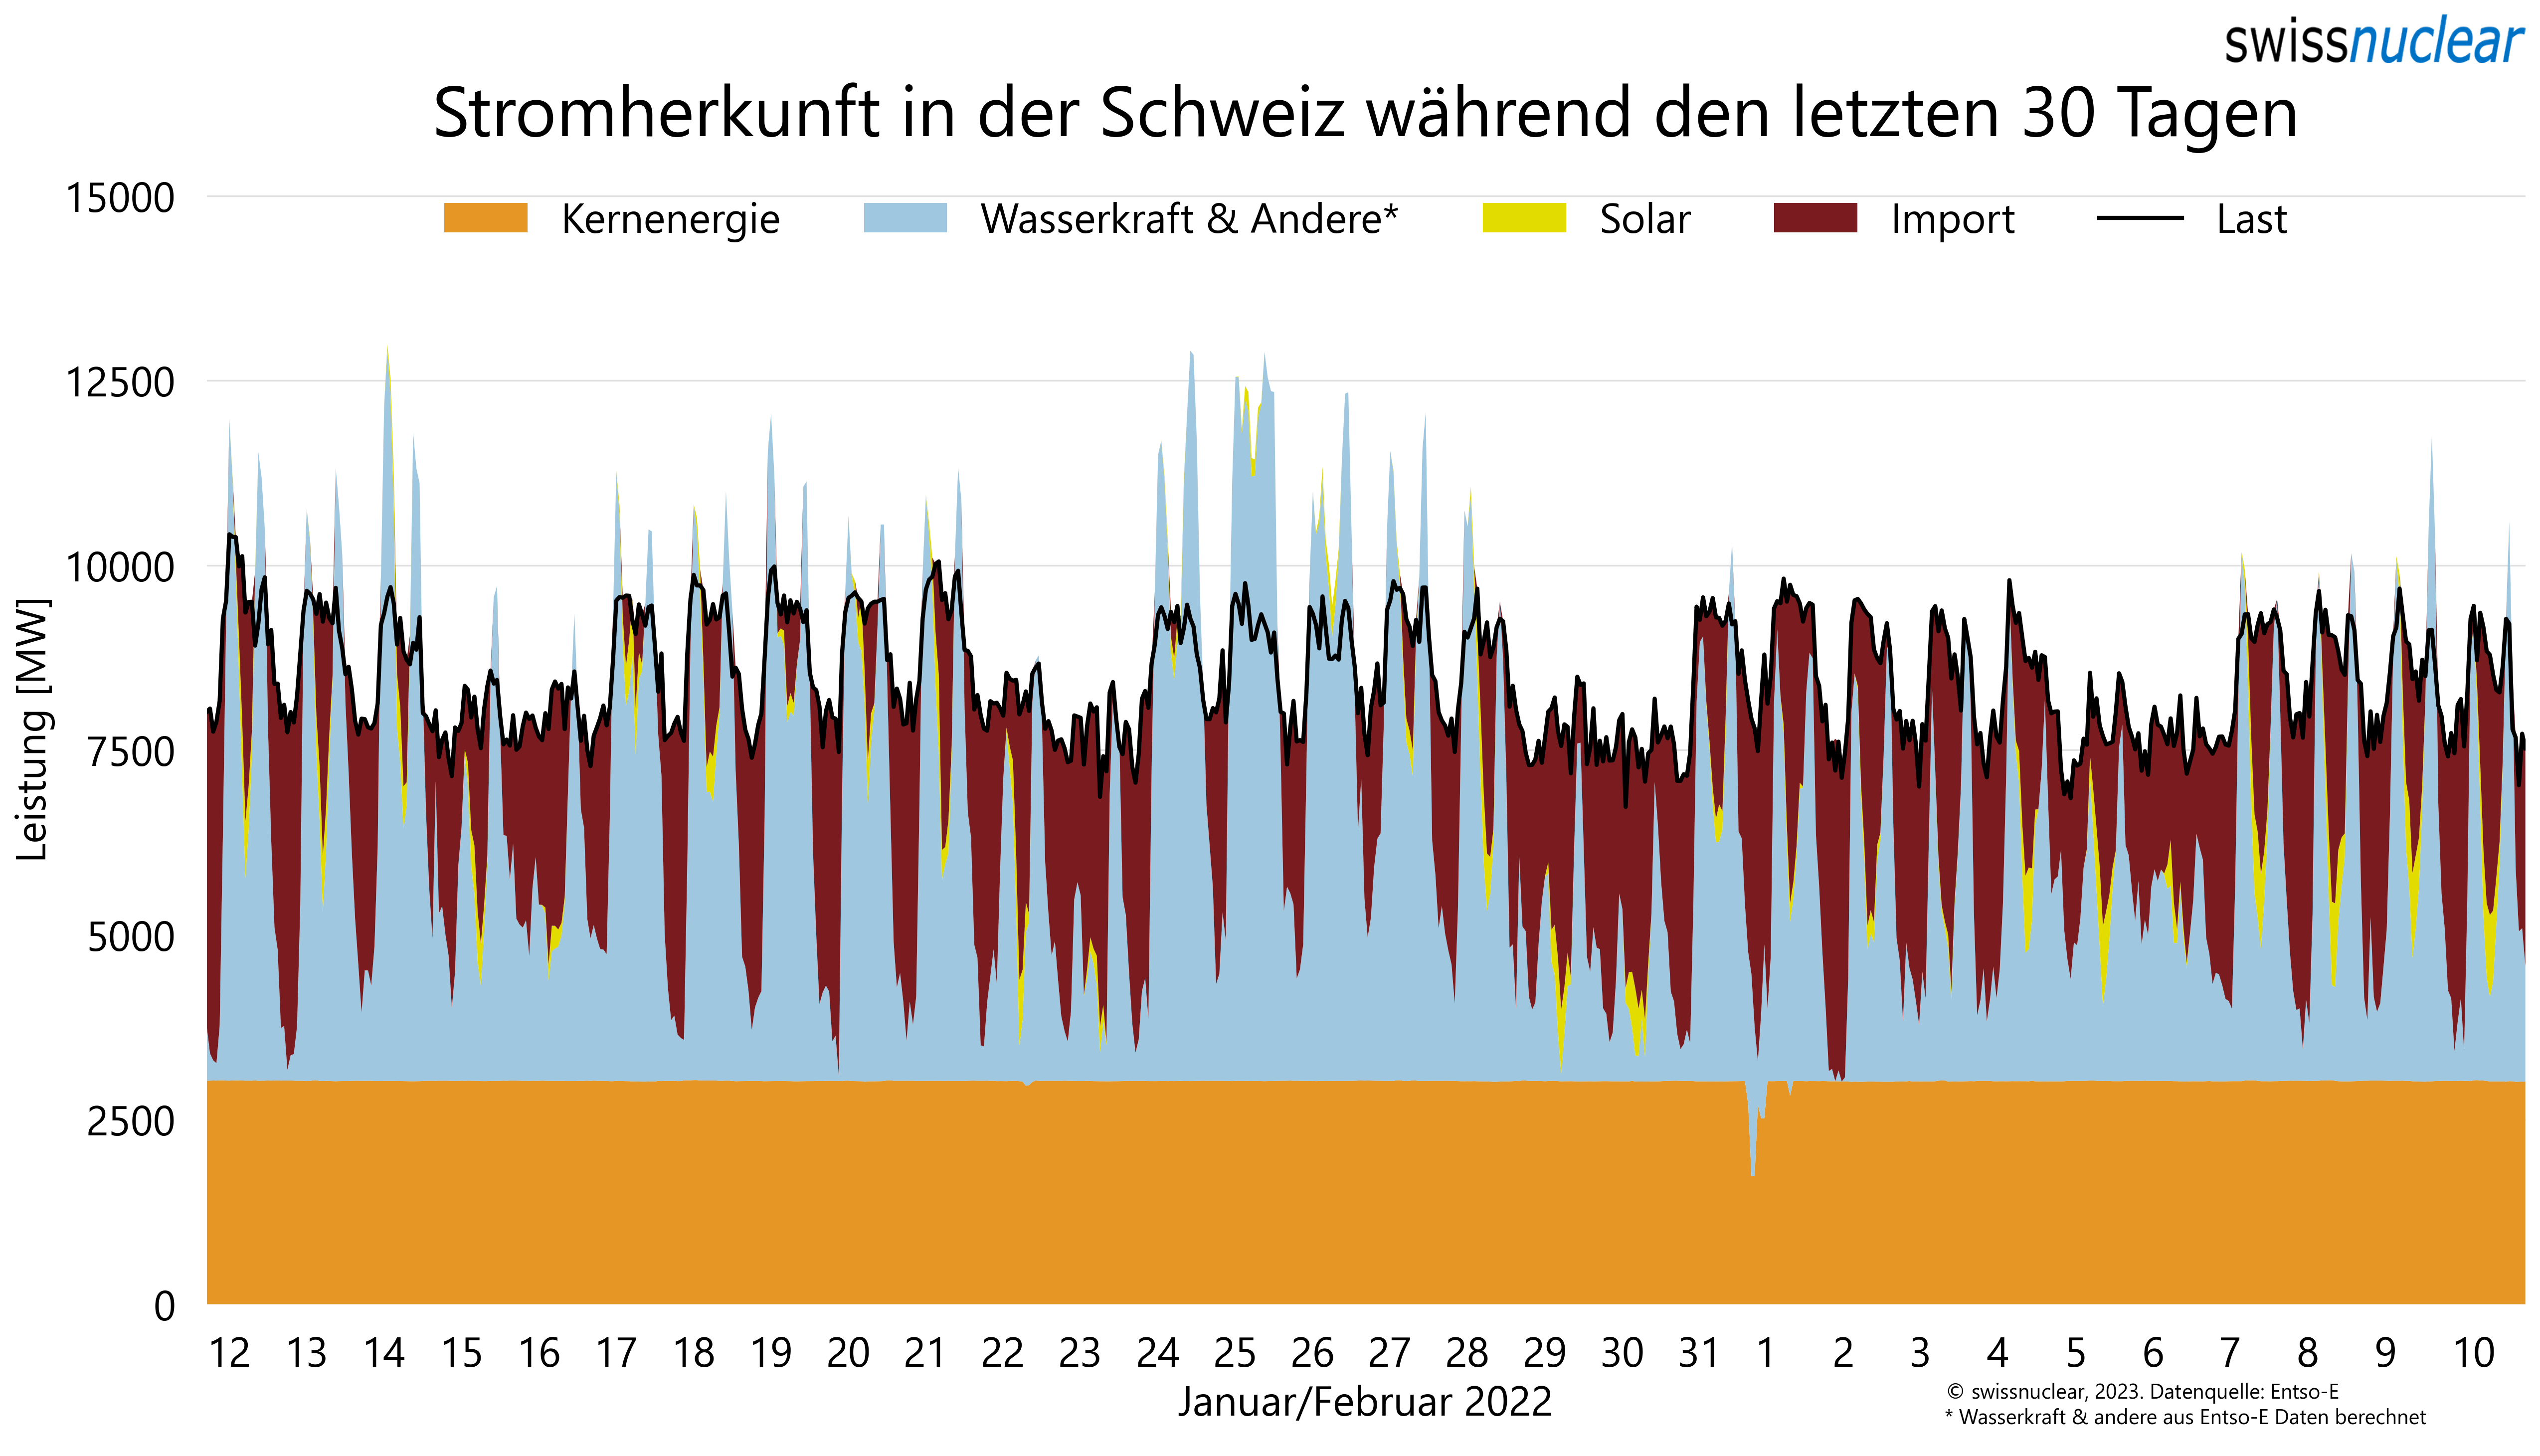 swissnuclear
Stromherkunft in der Schweiz während den letzten 30 Tagen
15000
Kernenergie Wasserkraft & Andere* Solar Import Last
12500
10000
7500
5000
2500
0
Leistung [MW]
12 13 14 15 16 17 18 19 20 21 22 23 24 25 26 27 28 29 30 31 1 2 3 4 5 6 7 8 9 10
Januar/Februar 2022
© swissnuclear, 2023. Datenquelle: Entso-E
* Wasserkraft & andere aus Entso-E Daten berechnet